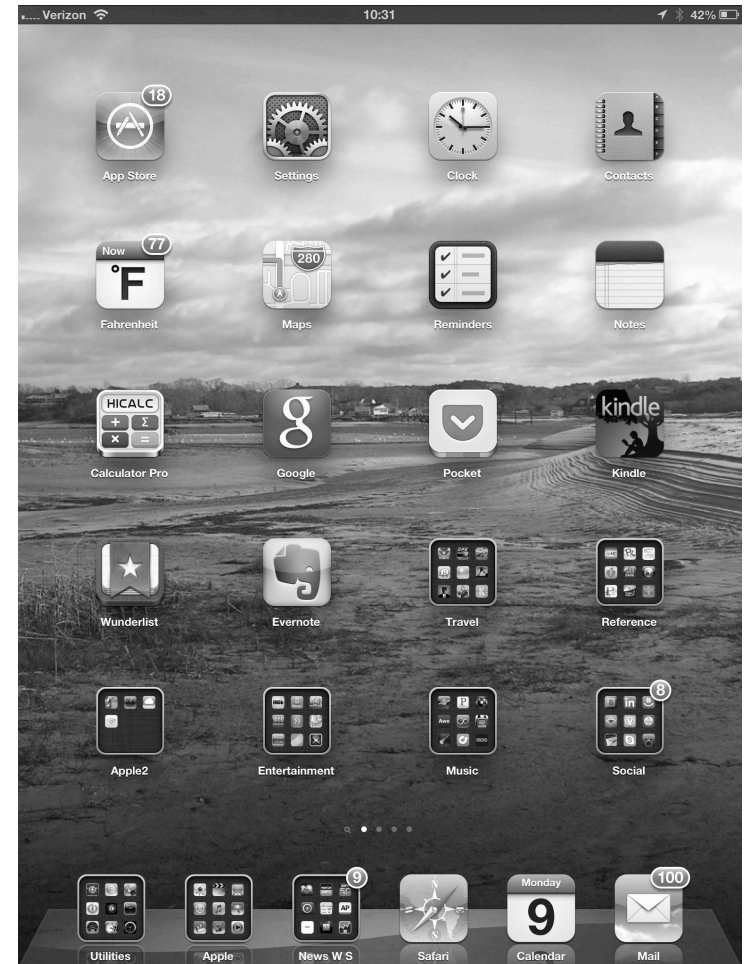 Verizon 10:31 42%
18
App Store Settings Clock Contacts
Now 77 280
°F
Fahrenheit Maps Reminders Notes
HICALC
+ Σ
× =
g
kindle
Calculator Pro Google Pocket Kindle
Wunderlist Evernote Travel Reference
8
in
P
Awe
S
Apple2 Entertainment Music Social
9 100
Monday
9
AP
N
Utilities Apple News W S Safari Calendar Mail